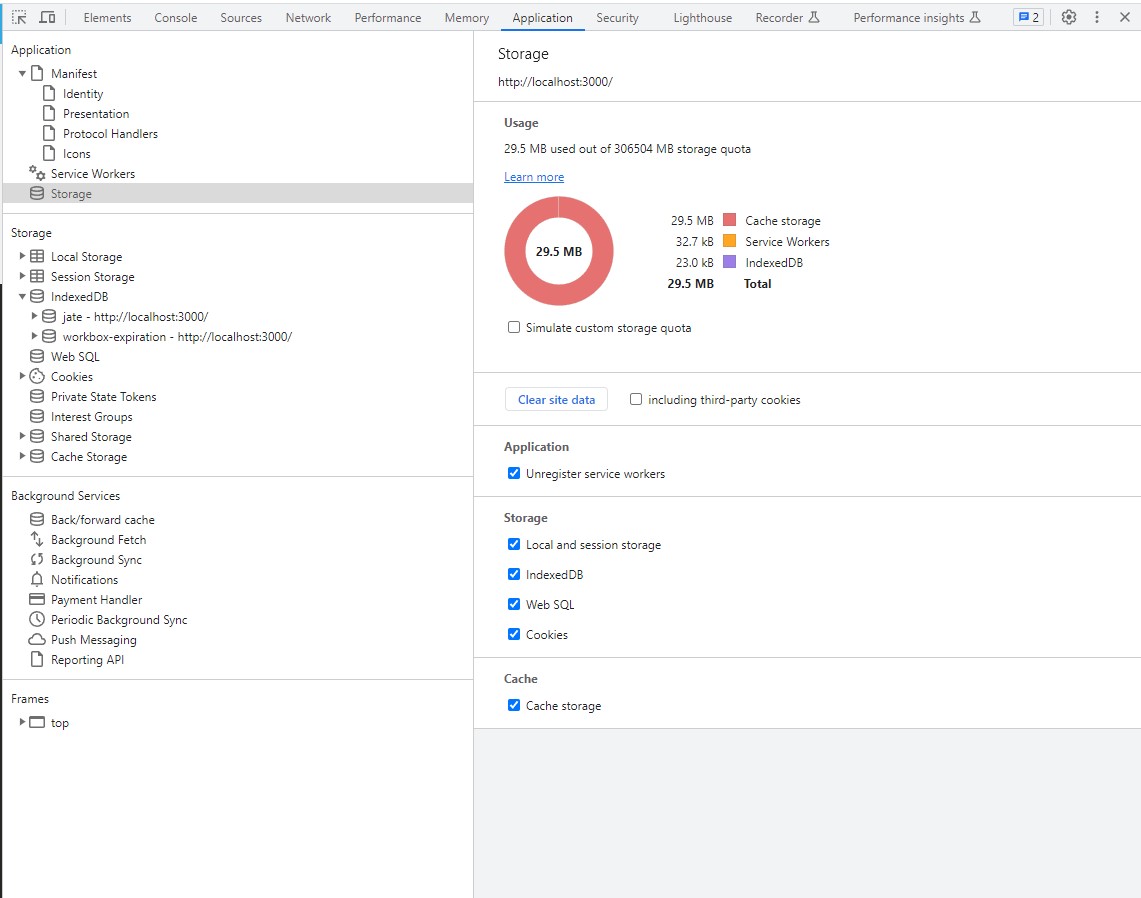 Elements Console Sources Network Performance Memory Application Security Lighthouse Recorder Performance insights 2
Application
Manifest
Identity
Presentation
Protocol Handlers
Icons
Service Workers
Storage
Storage
Local Storage
Session Storage
IndexedDB
jate - http://localhost:3000/
workbox-expiration - http://localhost:3000/
Web SQL
Cookies
Private State Tokens
Interest Groups
Shared Storage
Cache Storage
Background Services
Back/forward cache
Background Fetch
Background Sync
Notifications
Payment Handler
Periodic Background Sync
Push Messaging
Reporting API
Frames
top
Storage
http://localhost:3000/
Usage
29.5 MB used out of 306504 MB storage quota
Learn more
29.5 MB
29.5 MB Cache storage
32.7 kB Service Workers
23.0 kB IndexedDB
29.5 MB Total
Simulate custom storage quota
Clear site data including third-party cookies
Application
Unregister service workers
Storage
Local and session storage
IndexedDB
Web SQL
Cookies
Cache
Cache storage